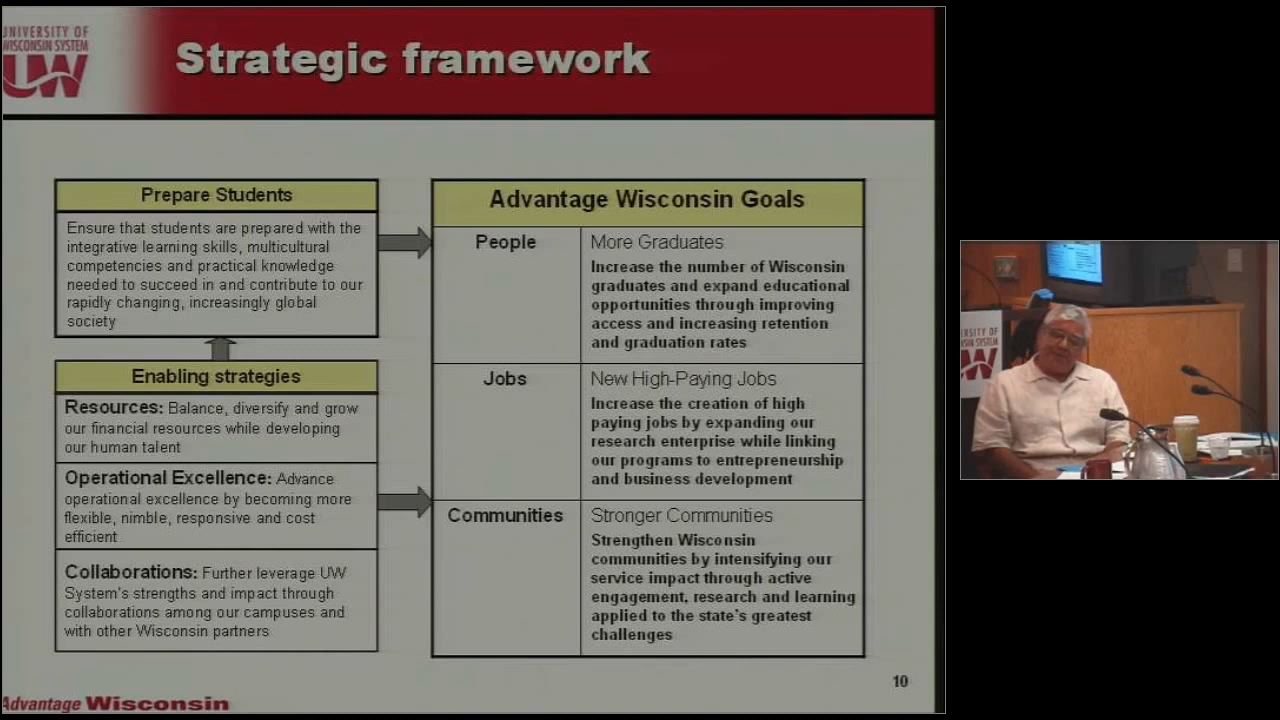 UNIVERSITY OF
WISCONSIN SYSTEM
UW
Strategic framework
Prepare Students
Ensure that students are prepared with the
integrative learning skills, multicultural
competencies and practical knowledge
needed to succeed in and contribute to our
rapidly changing, increasingly global
society
Enabling strategies
Resources: Balance, diversify and grow
our financial resources while developing
our human talent
Operational Excellence: Advance
operational excellence by becoming more
flexible, nimble, responsive and cost
efficient
Collaborations: Further leverage UW
System's strengths and impact through
collaborations among our campuses and
with other Wisconsin partners
Advantage Wisconsin Goals
People
More Graduates
Increase the number of Wisconsin
graduates and expand educational
opportunities through improving
access and increasing retention
and graduation rates
Jobs
New High-Paying Jobs
Increase the creation of high
paying jobs by expanding our
research enterprise while linking
our programs to entrepreneurship
and business development
Communities
Stronger Communities
Strengthen Wisconsin
communities by intensifying our
service impact through active
engagement, research and learning
applied to the state's greatest
challenges
10
Advantage Wisconsin
ERSITY OF
NSIN SYSTEM
W